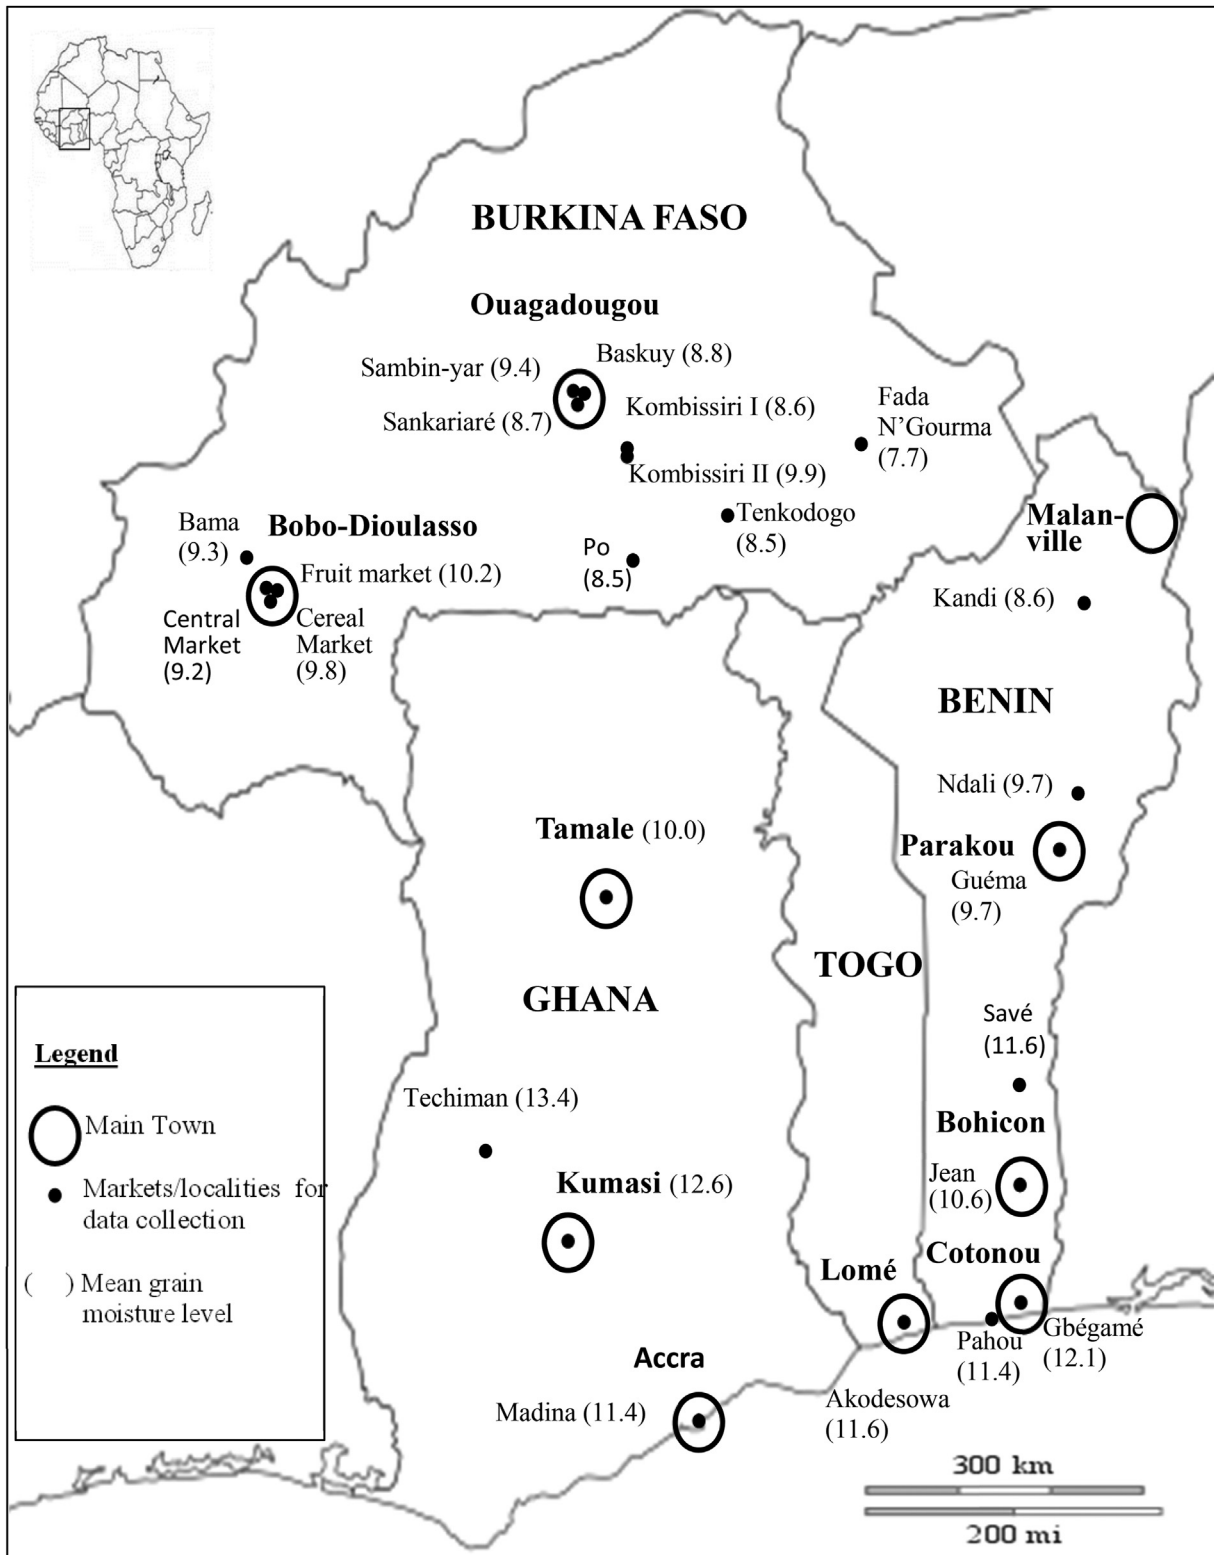 BURKINA FASO
Ouagadougou
Baskuy (8.8)
Sambin-yar (9.4)
Fada
N’Gourma
(7.7)
Kombissiri I (8.6)
Sankariaré (8.7)
Kombissiri II (9.9)
Tenkodogo
(8.5)
Malan-
ville
Bama
(9.3)
Bobo-Dioulasso
Po
(8.5)
Fruit market (10.2)
Kandi (8.6)
Central
Market
(9.2)
Cereal
Market
(9.8)
BENIN
Ndali (9.7)
Tamale (10.0)
Parakou
Guéma
(9.7)
TOGO
GHANA
Savé
(11.6)
Legend
Main Town
Markets/localities for
data collection
( ) Mean grain
moisture level
Techiman (13.4)
Bohicon
Kumasi (12.6)
Jean
(10.6)
Cotonou
Lomé
Gbégamé
(12.1)
Pahou
(11.4)
Accra
Akodesowa
(11.6)
Madina (11.4)
300 km
200 mi